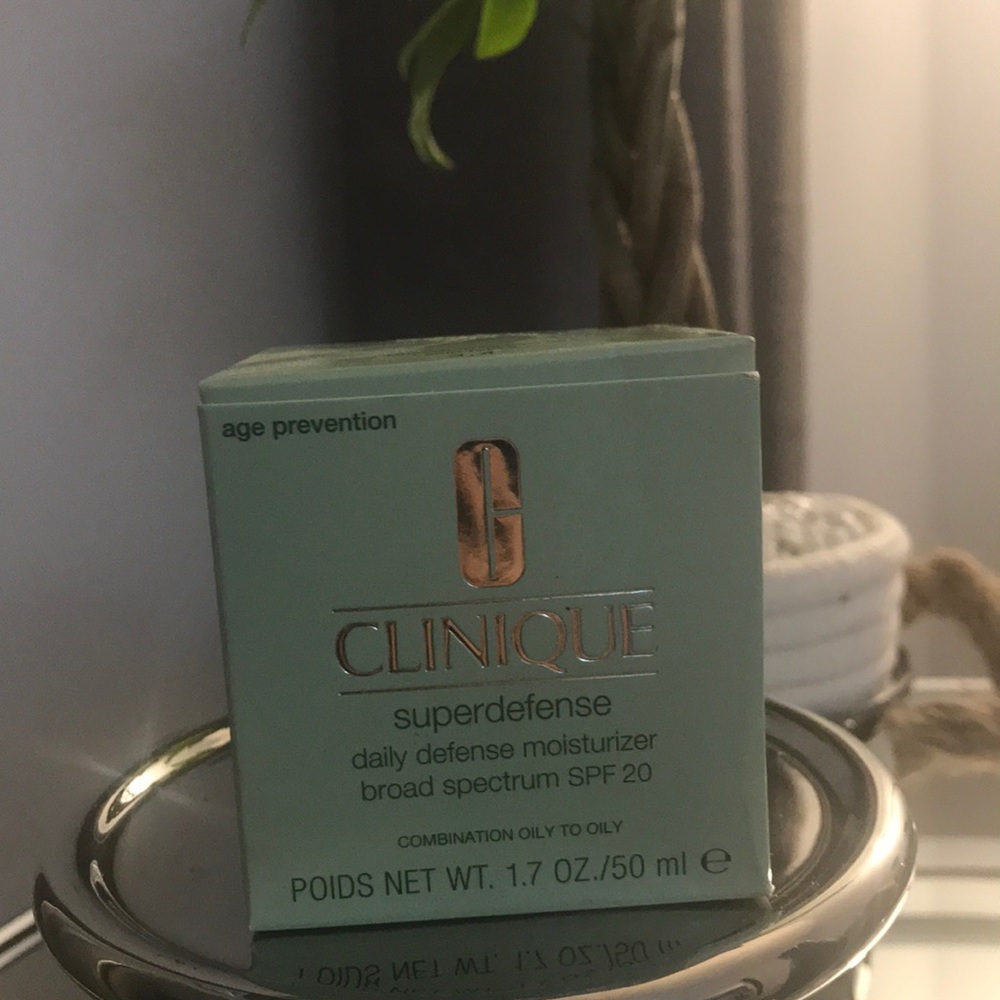 age prevention
CLINIQUE
superdefense
daily defense moisturizer
broad spectrum SPF 20
COMBINATION OILY TO OILY
POIDS NET WT. 1.7 OZ./50 ml ℮